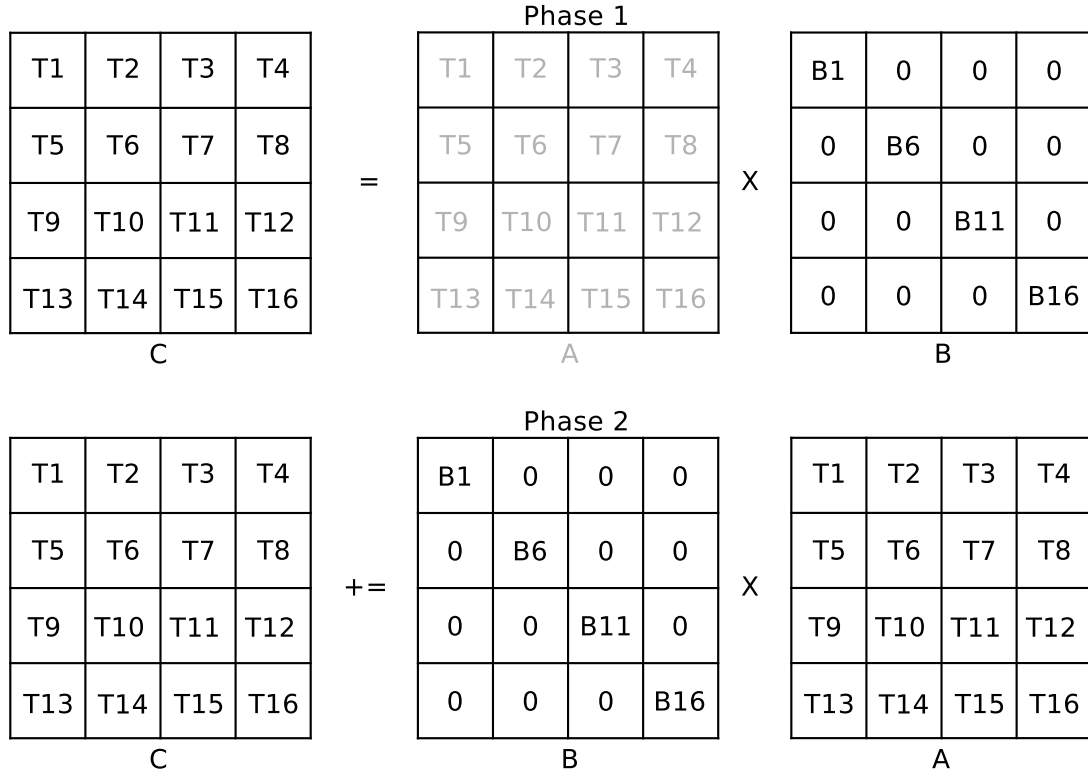 Phase 1
T1 T2 T3 T4 T1 T2 T3 T4 B1 0 0 0
T5 T6 T7 T8 T5 T6 T7 T8 0 B6 0 0
= X
T9 T10 T11 T12 T9 T10 T11 T12 0 0 B11 0
T13 T14 T15 T16 T13 T14 T15 T16 0 0 0 B16
C A B
Phase 2
T1 T2 T3 T4 B1 0 0 0 T1 T2 T3 T4
T5 T6 T7 T8 0 B6 0 0 T5 T6 T7 T8
+= X
T9 T10 T11 T12 0 0 B11 0 T9 T10 T11 T12
T13 T14 T15 T16 0 0 0 B16 T13 T14 T15 T16
C B A